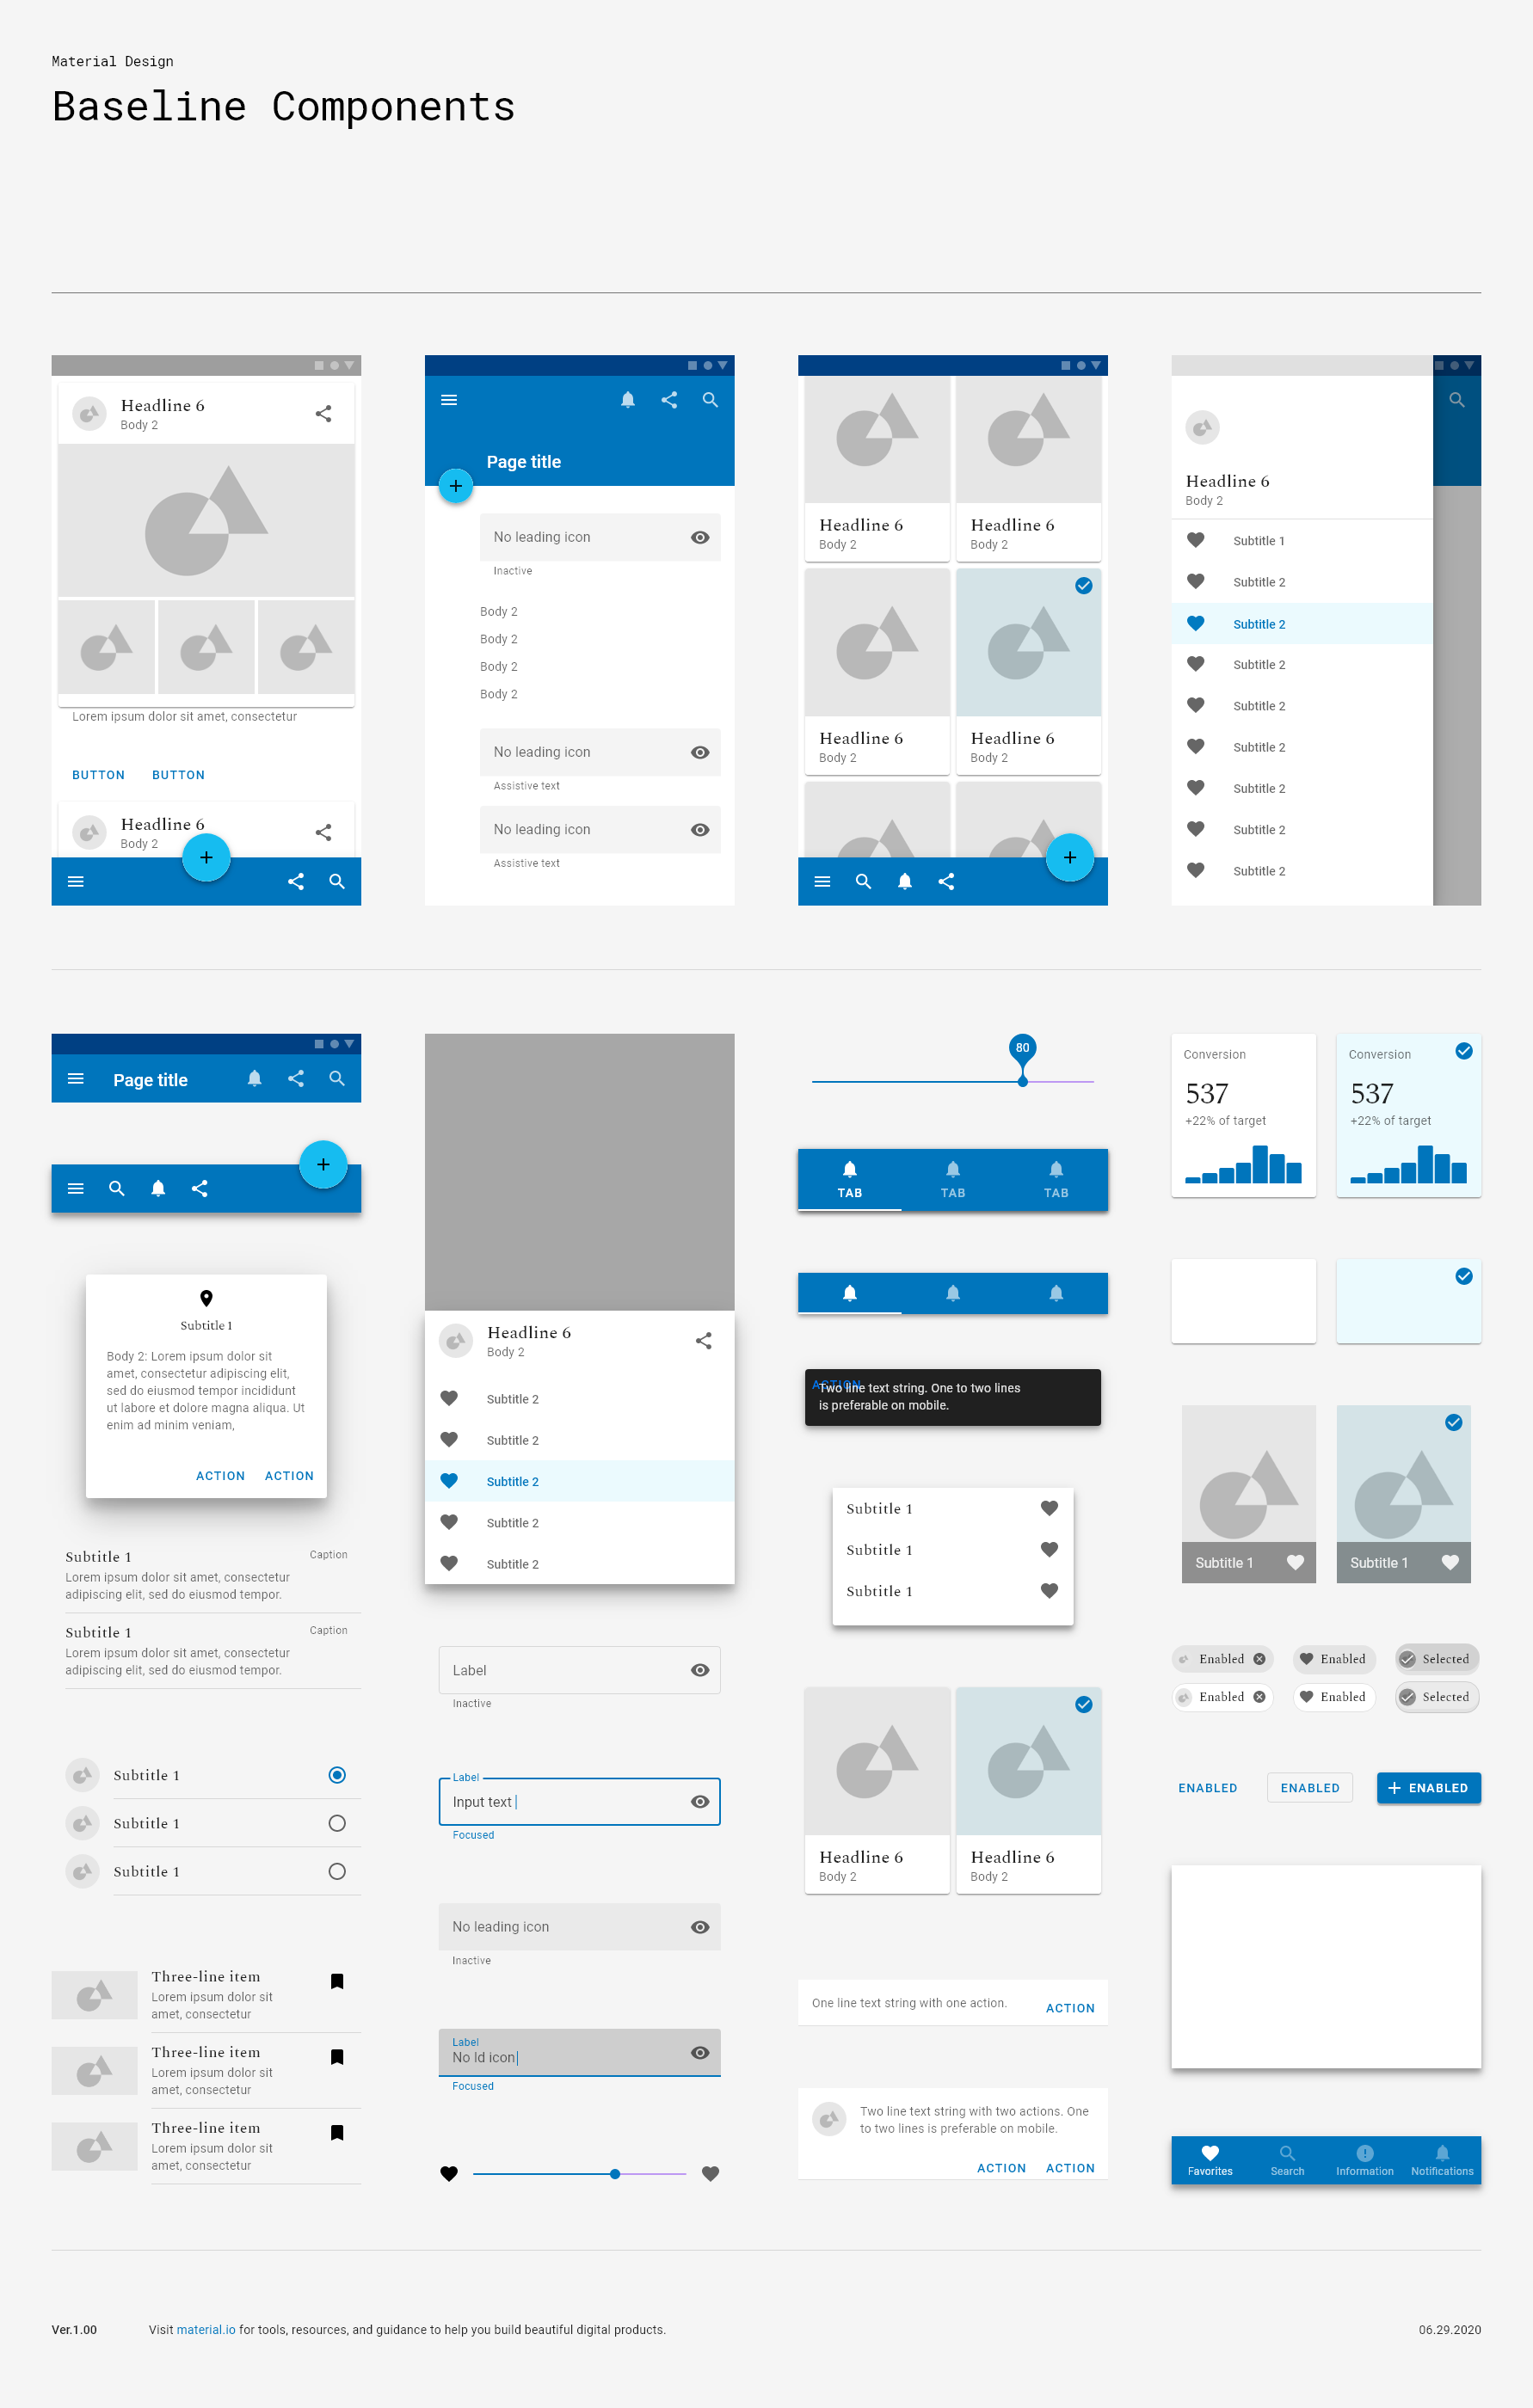 Material Design
Baseline Components
Headline 6
Body 2
Lorem ipsum dolor sit amet, consectetur
BUTTON BUTTON
Headline 6
Body 2
Page title
No leading icon
Inactive
Body 2
Body 2
Body 2
Body 2
No leading icon
Assistive text
No leading icon
Assistive text
Headline 6 Headline 6
Body 2 Body 2
Headline 6 Headline 6
Body 2 Body 2
Headline 6
Body 2
Subtitle 1
Subtitle 2
Subtitle 2
Subtitle 2
Subtitle 2
Subtitle 2
Subtitle 2
Subtitle 2
Subtitle 2
Page title
Subtitle 1
Body 2: Lorem ipsum dolor sit
amet, consectetur adipiscing elit,
sed do eiusmod tempor incididunt
ut labore et dolore magna aliqua. Ut
enim ad minim veniam,
ACTION ACTION
Subtitle 1 Caption
Lorem ipsum dolor sit amet, consectetur
adipiscing elit, sed do eiusmod tempor.
Subtitle 1 Caption
Lorem ipsum dolor sit amet, consectetur
adipiscing elit, sed do eiusmod tempor.
Subtitle 1
Subtitle 1
Subtitle 1
Three-line item
Lorem ipsum dolor sit
amet, consectetur
Three-line item
Lorem ipsum dolor sit
amet, consectetur
Three-line item
Lorem ipsum dolor sit
amet, consectetur
Headline 6
Body 2
Subtitle 2
Subtitle 2
Subtitle 2
Subtitle 2
Subtitle 2
Label
Inactive
Label
Input text
Focused
No leading icon
Inactive
Label
No ld icon
Focused
80
TAB TAB TAB
ACTION
Two line text string. One to two lines
is preferable on mobile.
Subtitle 1
Subtitle 1
Subtitle 1
Headline 6 Headline 6
Body 2 Body 2
One line text string with one action.
ACTION
Two line text string with two actions. One
to two lines is preferable on mobile.
ACTION ACTION
Conversion Conversion
537 537
+22% of target +22% of target
Subtitle 1 Subtitle 1
Enabled Enabled Selected
Enabled Enabled Selected
ENABLED ENABLED ENABLED
Favorites Search Information Notifications
Ver.1.00 Visit material.io for tools, resources, and guidance to help you build beautiful digital products. 06.29.2020